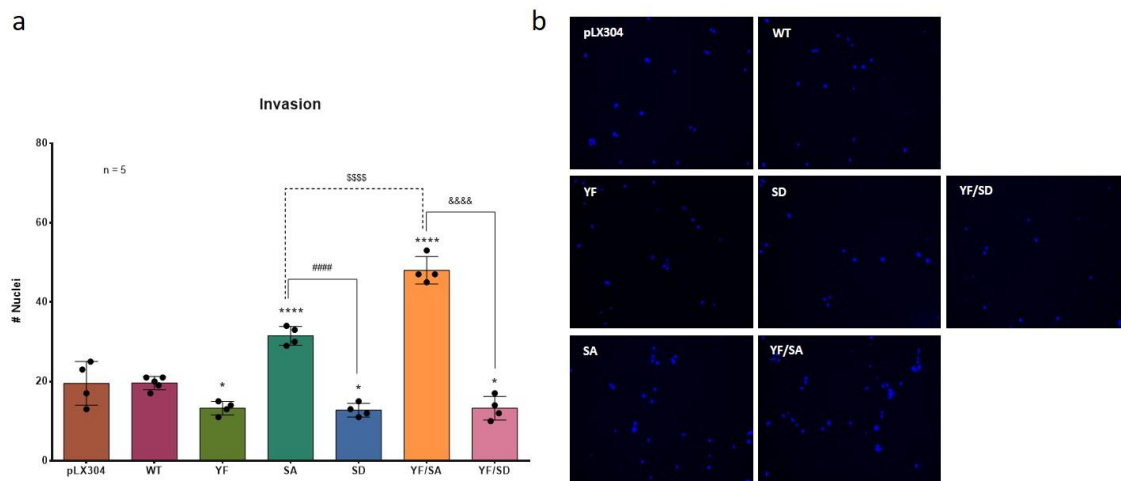 a
Invasion
# Nuclei
80
60
40
20
0
n = 5
$$$$
&&&&
####
*
****
*
****
*
pLX304 WT YF SA SD YF/SA YF/SD
b
pLX304 WT
YF SD YF/SD
SA YF/SA